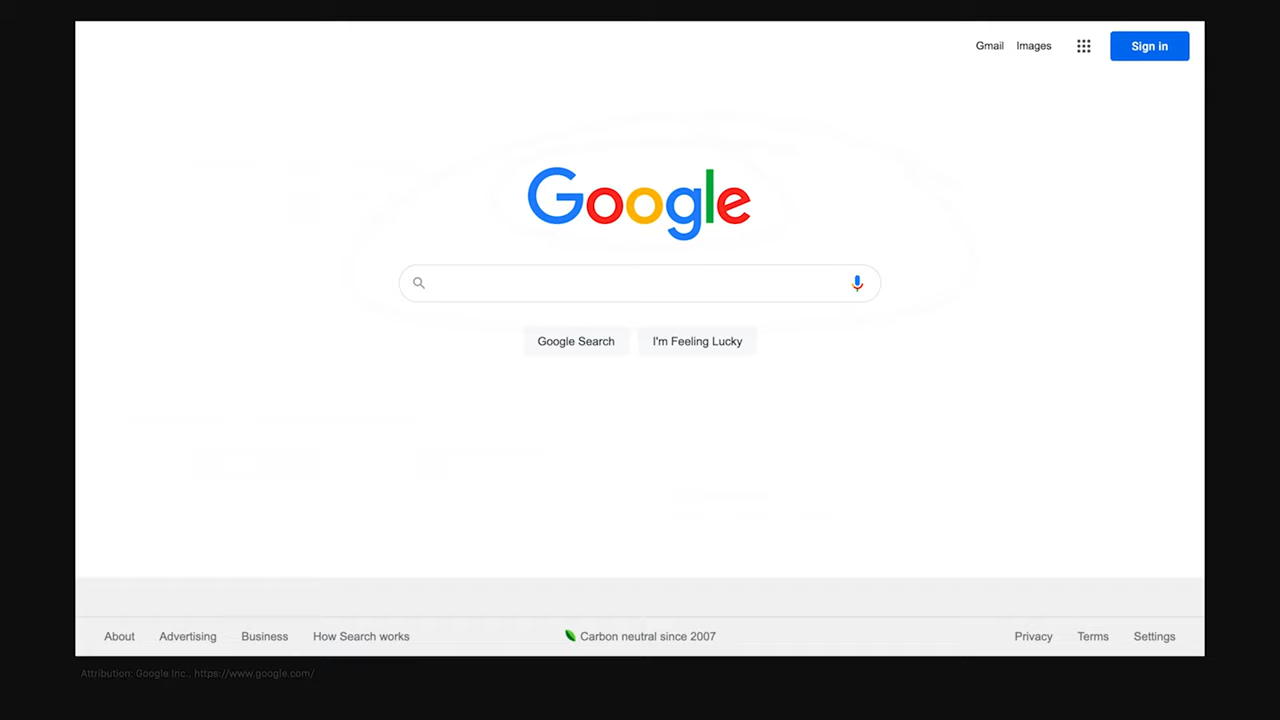 Gmail Images Sign in
Google
Google Search I'm Feeling Lucky
About Advertising Business How Search works Carbon neutral since 2007 Privacy Terms Settings
Attribution: Google Inc., https://www.google.com/